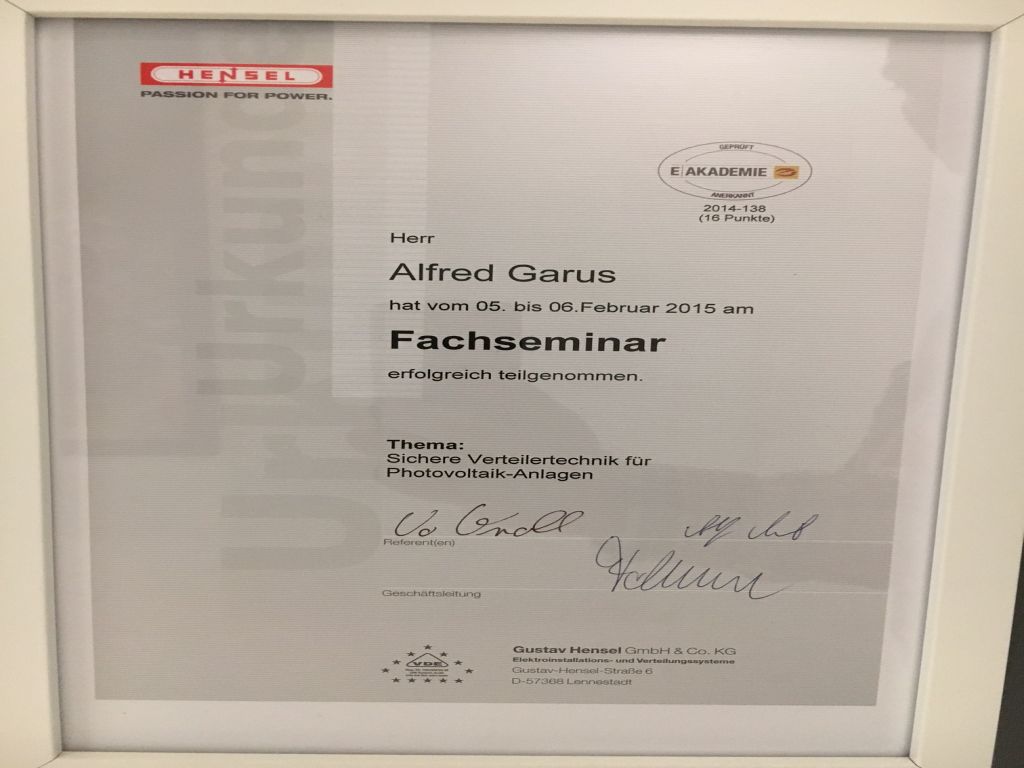 HENSEL
PASSION FOR POWER.
Urkunde
GEPRÜFT
E|AKADEMIE
ANERKANNT
2014-138
(16 Punkte)
Herr
Alfred Garus
hat vom 05. bis 06.Februar 2015 am
Fachseminar
erfolgreich teilgenommen.
Thema:
Sichere Verteilertechnik für
Photovoltaik-Anlagen
Referent(en)
Geschäftsleitung
VDE
Gustav Hensel GmbH & Co. KG
Elektroinstallations- und Verteilungssysteme
Gustav-Hensel-Straße 6
D-57368 Lennestadt